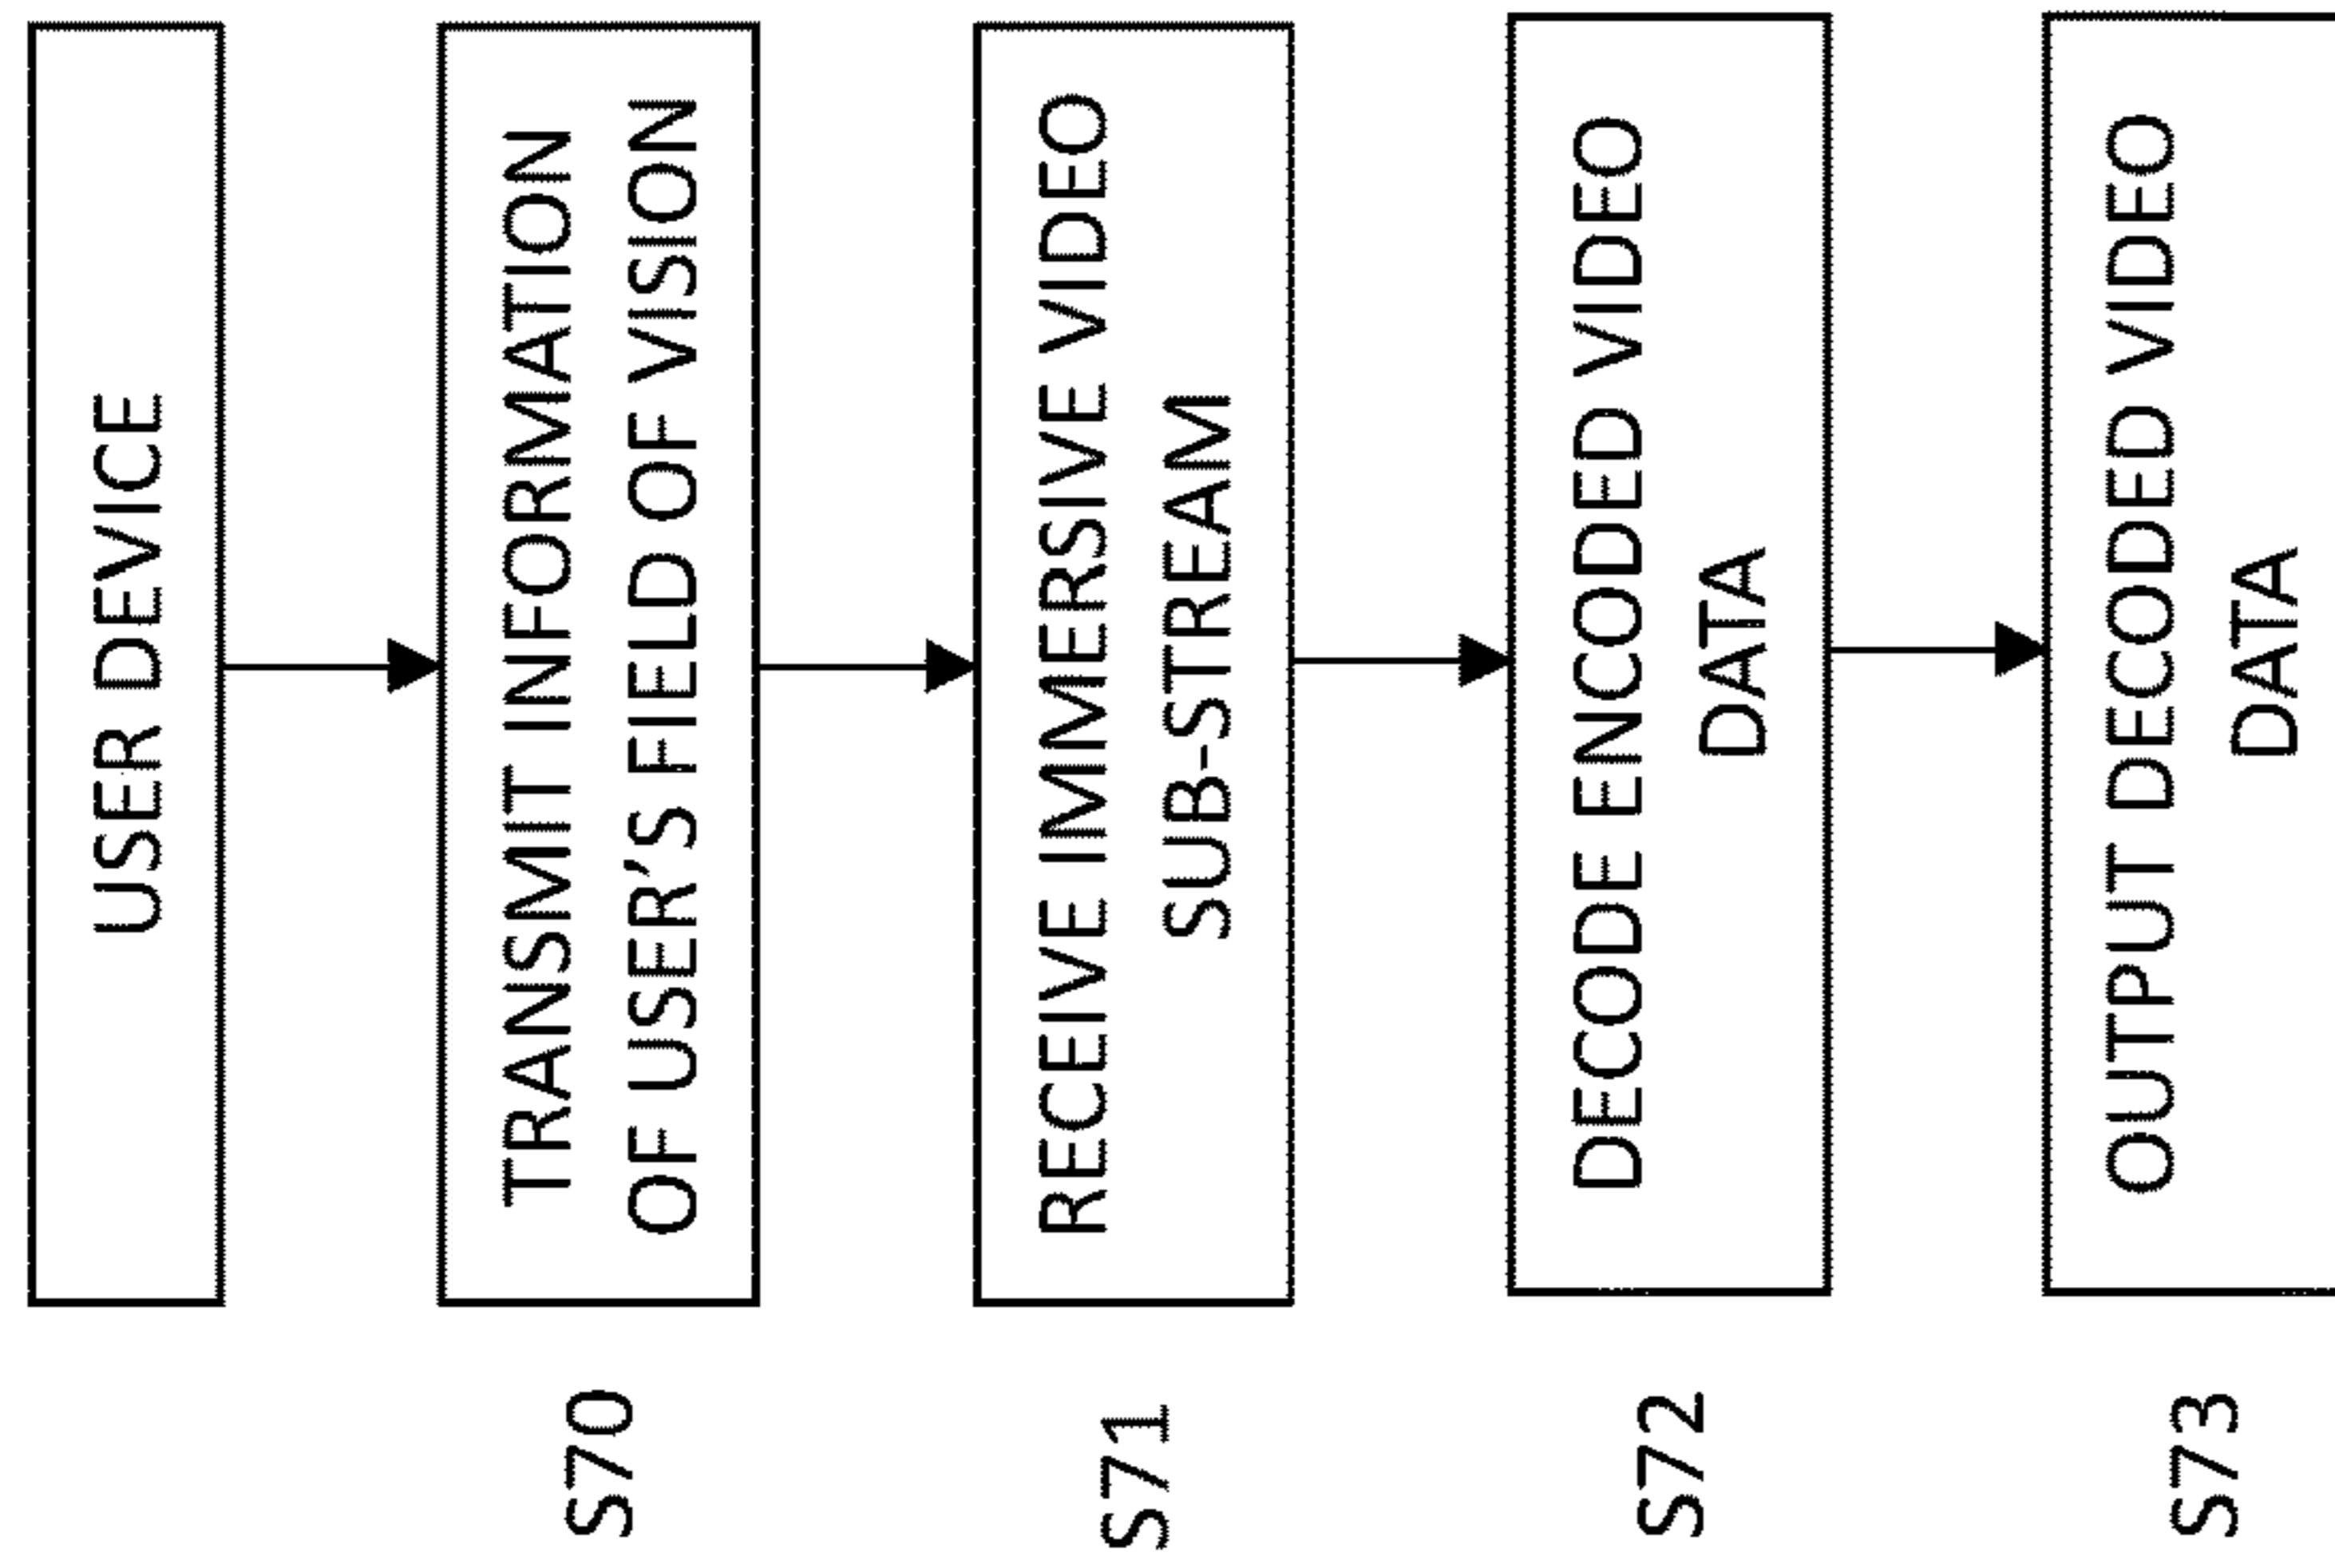 USER DEVICE
S70
TRANSMIT INFORMATION
OF USER'S FIELD OF VISION
S71
RECEIVE IMMERSIVE VIDEO
SUB-STREAM
S72
DECODE ENCODED VIDEO
DATA
S73
OUTPUT DECODED VIDEO
DATA